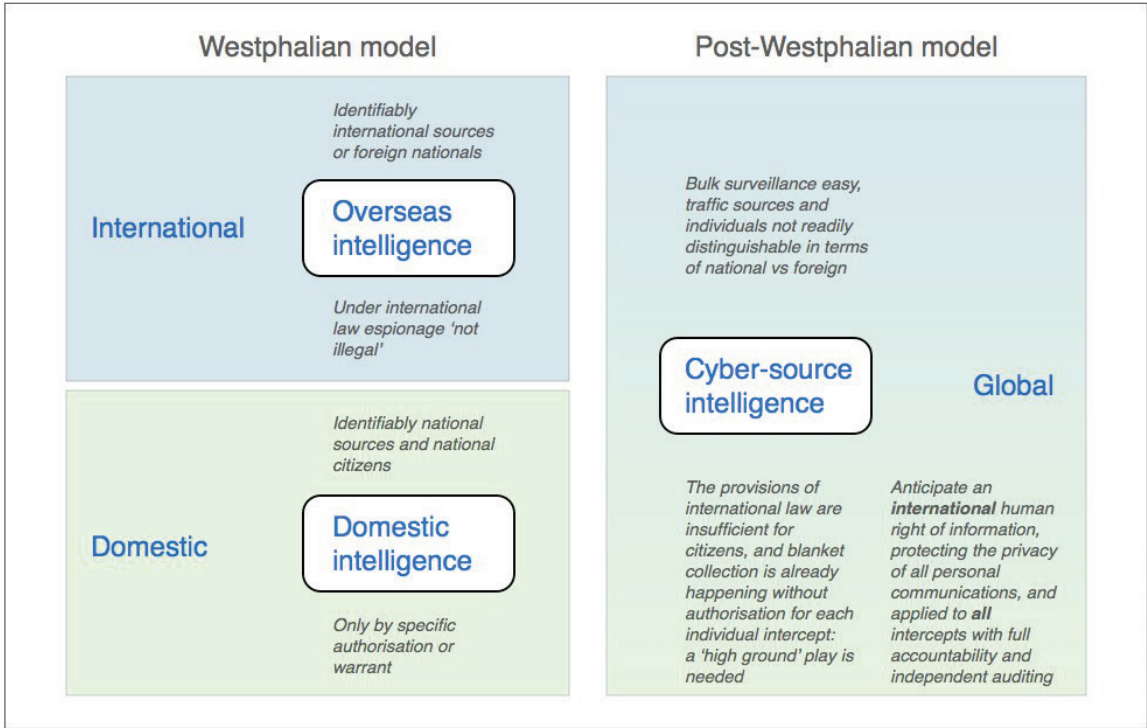 Westphalian model
International
Identifiably
international sources
or foreign nationals
Overseas
intelligence
Under international
law espionage ‘not
illegal’
Domestic
Identifiably national
sources and national
citizens
Domestic
intelligence
Only by specific
authorisation or
warrant
Post-Westphalian model
Bulk surveillance easy,
traffic sources and
individuals not readily
distinguishable in terms
of national vs foreign
Cyber-source
intelligence
Global
The provisions of
international law are
insufficient for
citizens, and blanket
collection is already
happening without
authorisation for each
individual intercept:
a ‘high ground’ play is
needed
Anticipate an
international human
right of information,
protecting the privacy
of all personal
communications, and
applied to all
intercepts with full
accountability and
independent auditing